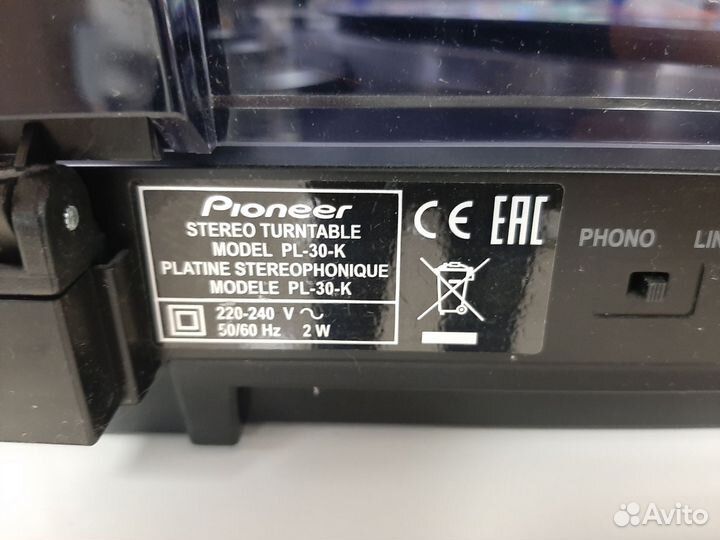 Pioneer
STEREO TURNTABLE
MODEL PL-30-K
PLATINE STEREOPHONIQUE
MODELE PL-30-K
220-240 V ~
50/60 Hz 2 W
CE EAC
PHONO LIN
Avito